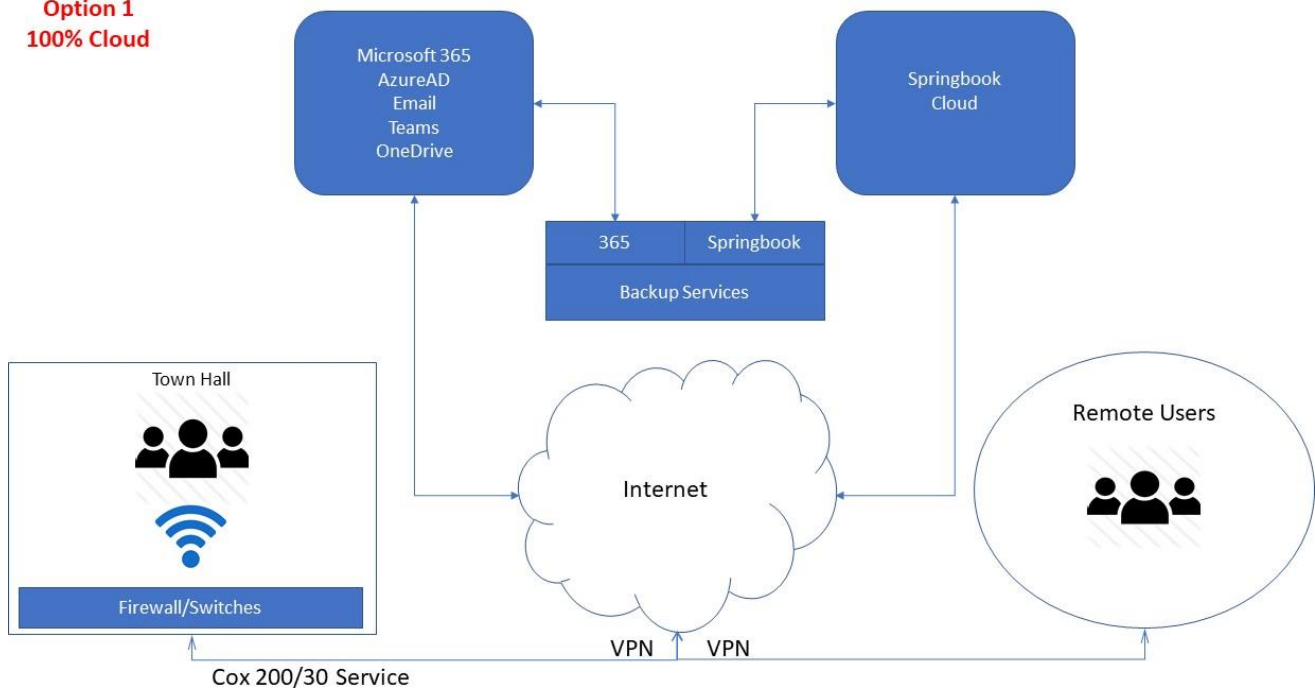 Option 1
100% Cloud
Microsoft 365
AzureAD
Email
Teams
OneDrive
Springbook
Cloud
365
Springbook
Backup Services
Town Hall
Remote Users
Internet
Firewall/Switches
VPN
VPN
Cox 200/30 Service